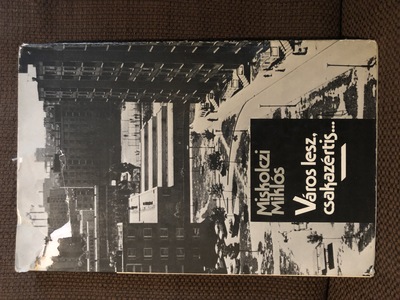 Miskolczi
Miklós
Város lesz,
csakazértis...